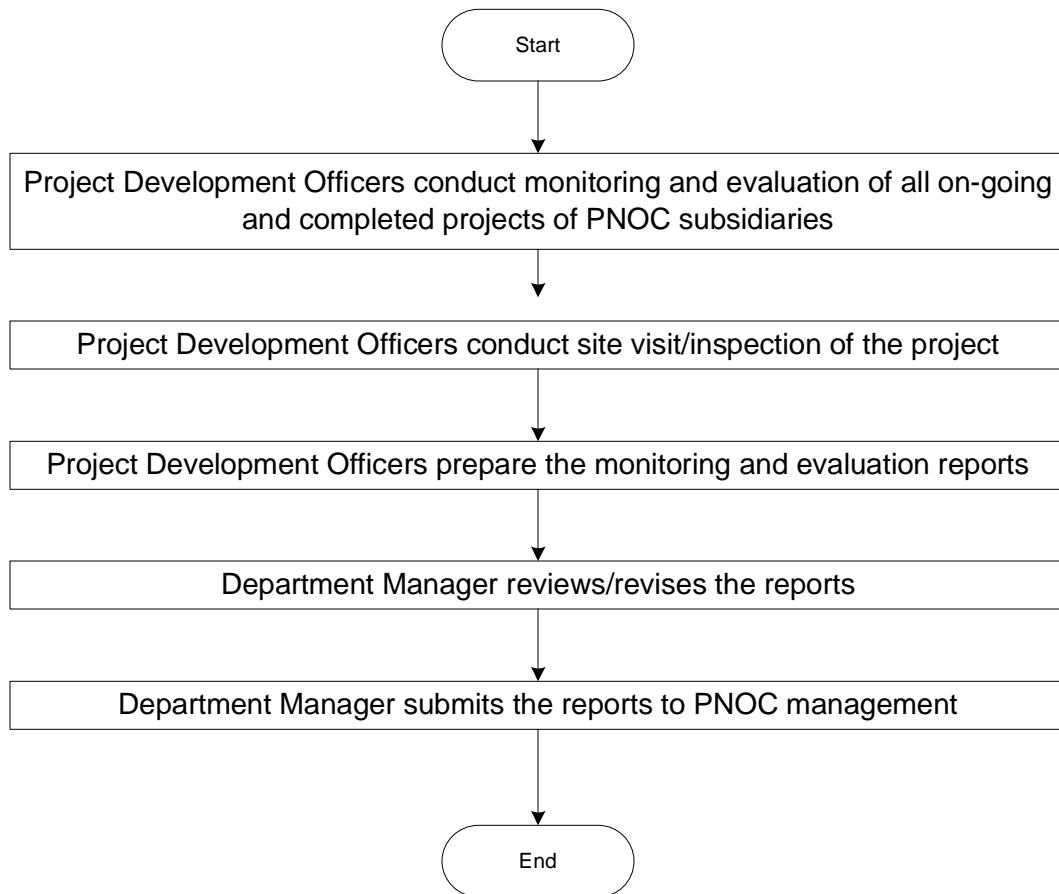 Start
Project Development Officers conduct monitoring and evaluation of all on-going
and completed projects of PNOC subsidiaries
Project Development Officers conduct site visit/inspection of the project
Project Development Officers prepare the monitoring and evaluation reports
Department Manager reviews/revises the reports
Department Manager submits the reports to PNOC management
End